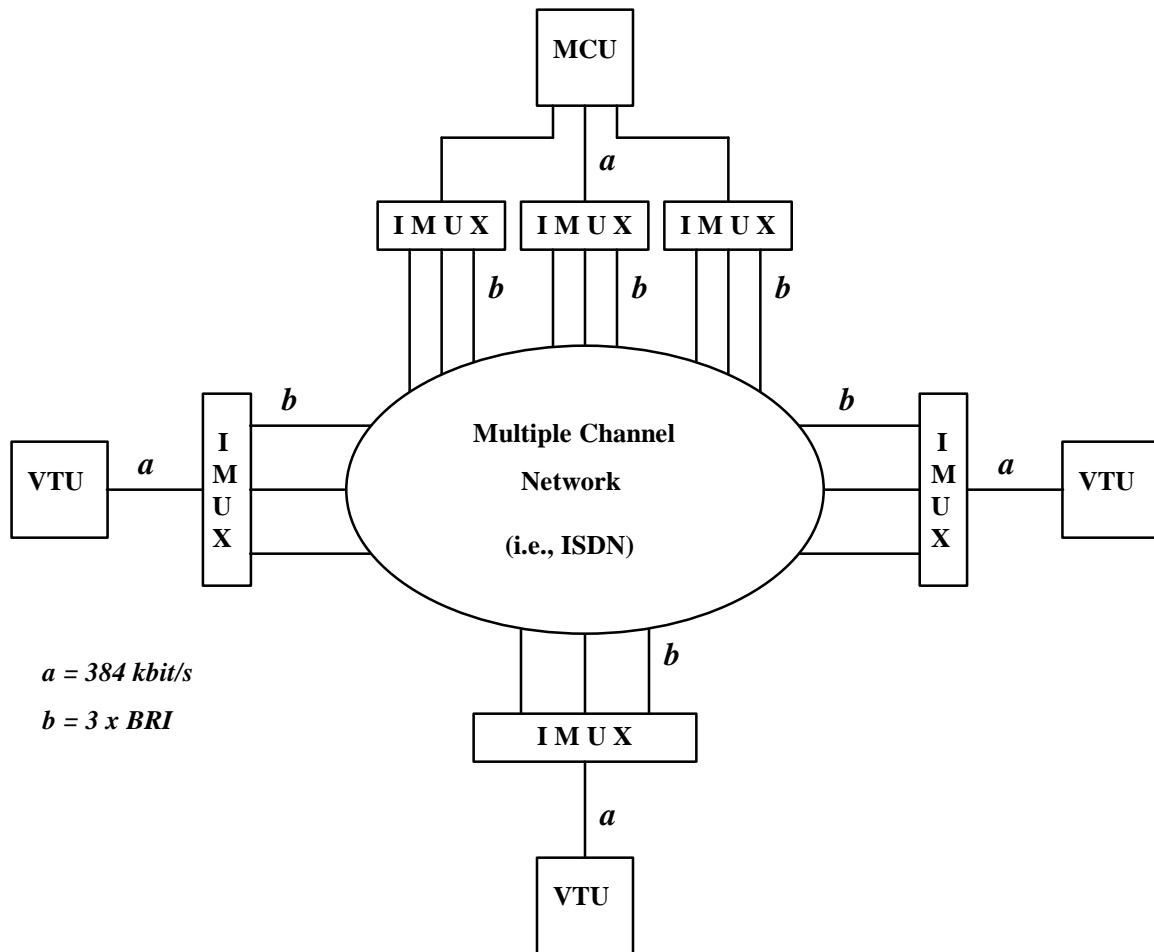 MCU
a
I M U X
I M U X
I M U X
b
b
b
b
b
I
M
U
X
I
M
U
X
VTU
a
a
VTU
Multiple Channel
Network
(i.e., ISDN)
b
a = 384 kbit/s
b = 3 x BRI
I M U X
a
VTU